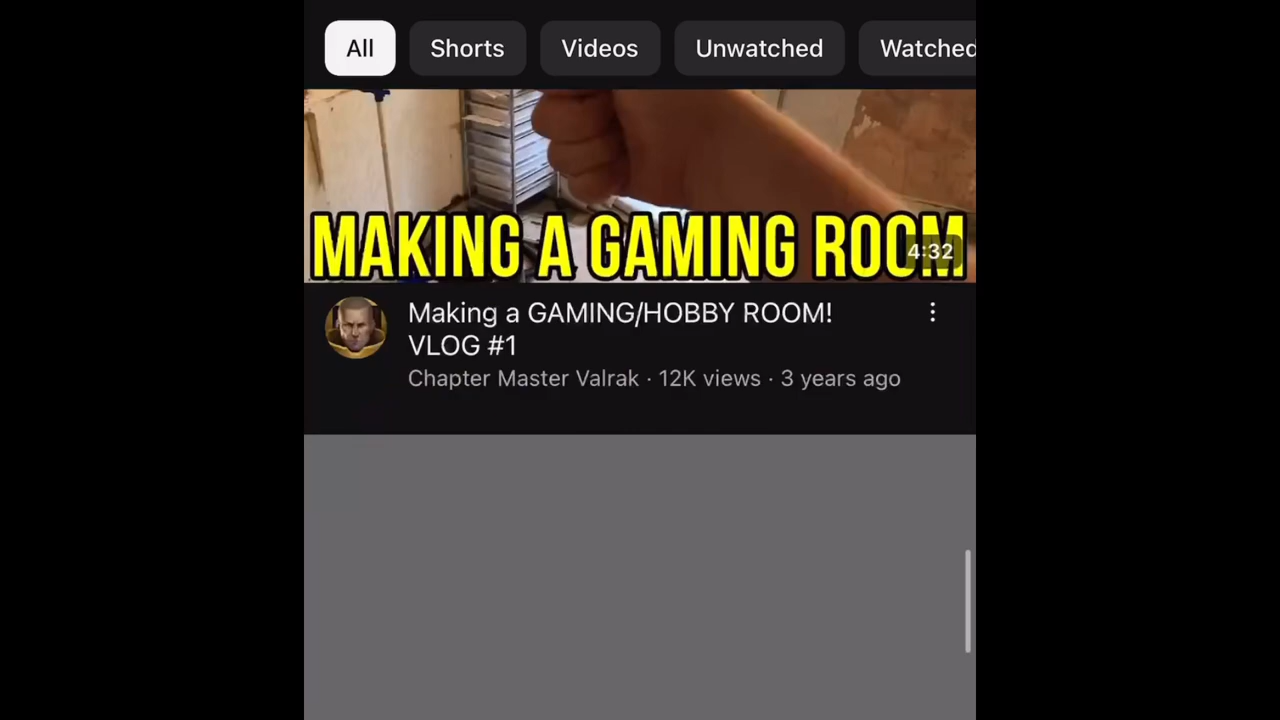 All Shorts Videos Unwatched Watched
MAKING A GAMING ROOM
4:32
Making a GAMING/HOBBY ROOM!
VLOG #1
Chapter Master Valrak · 12K views · 3 years ago